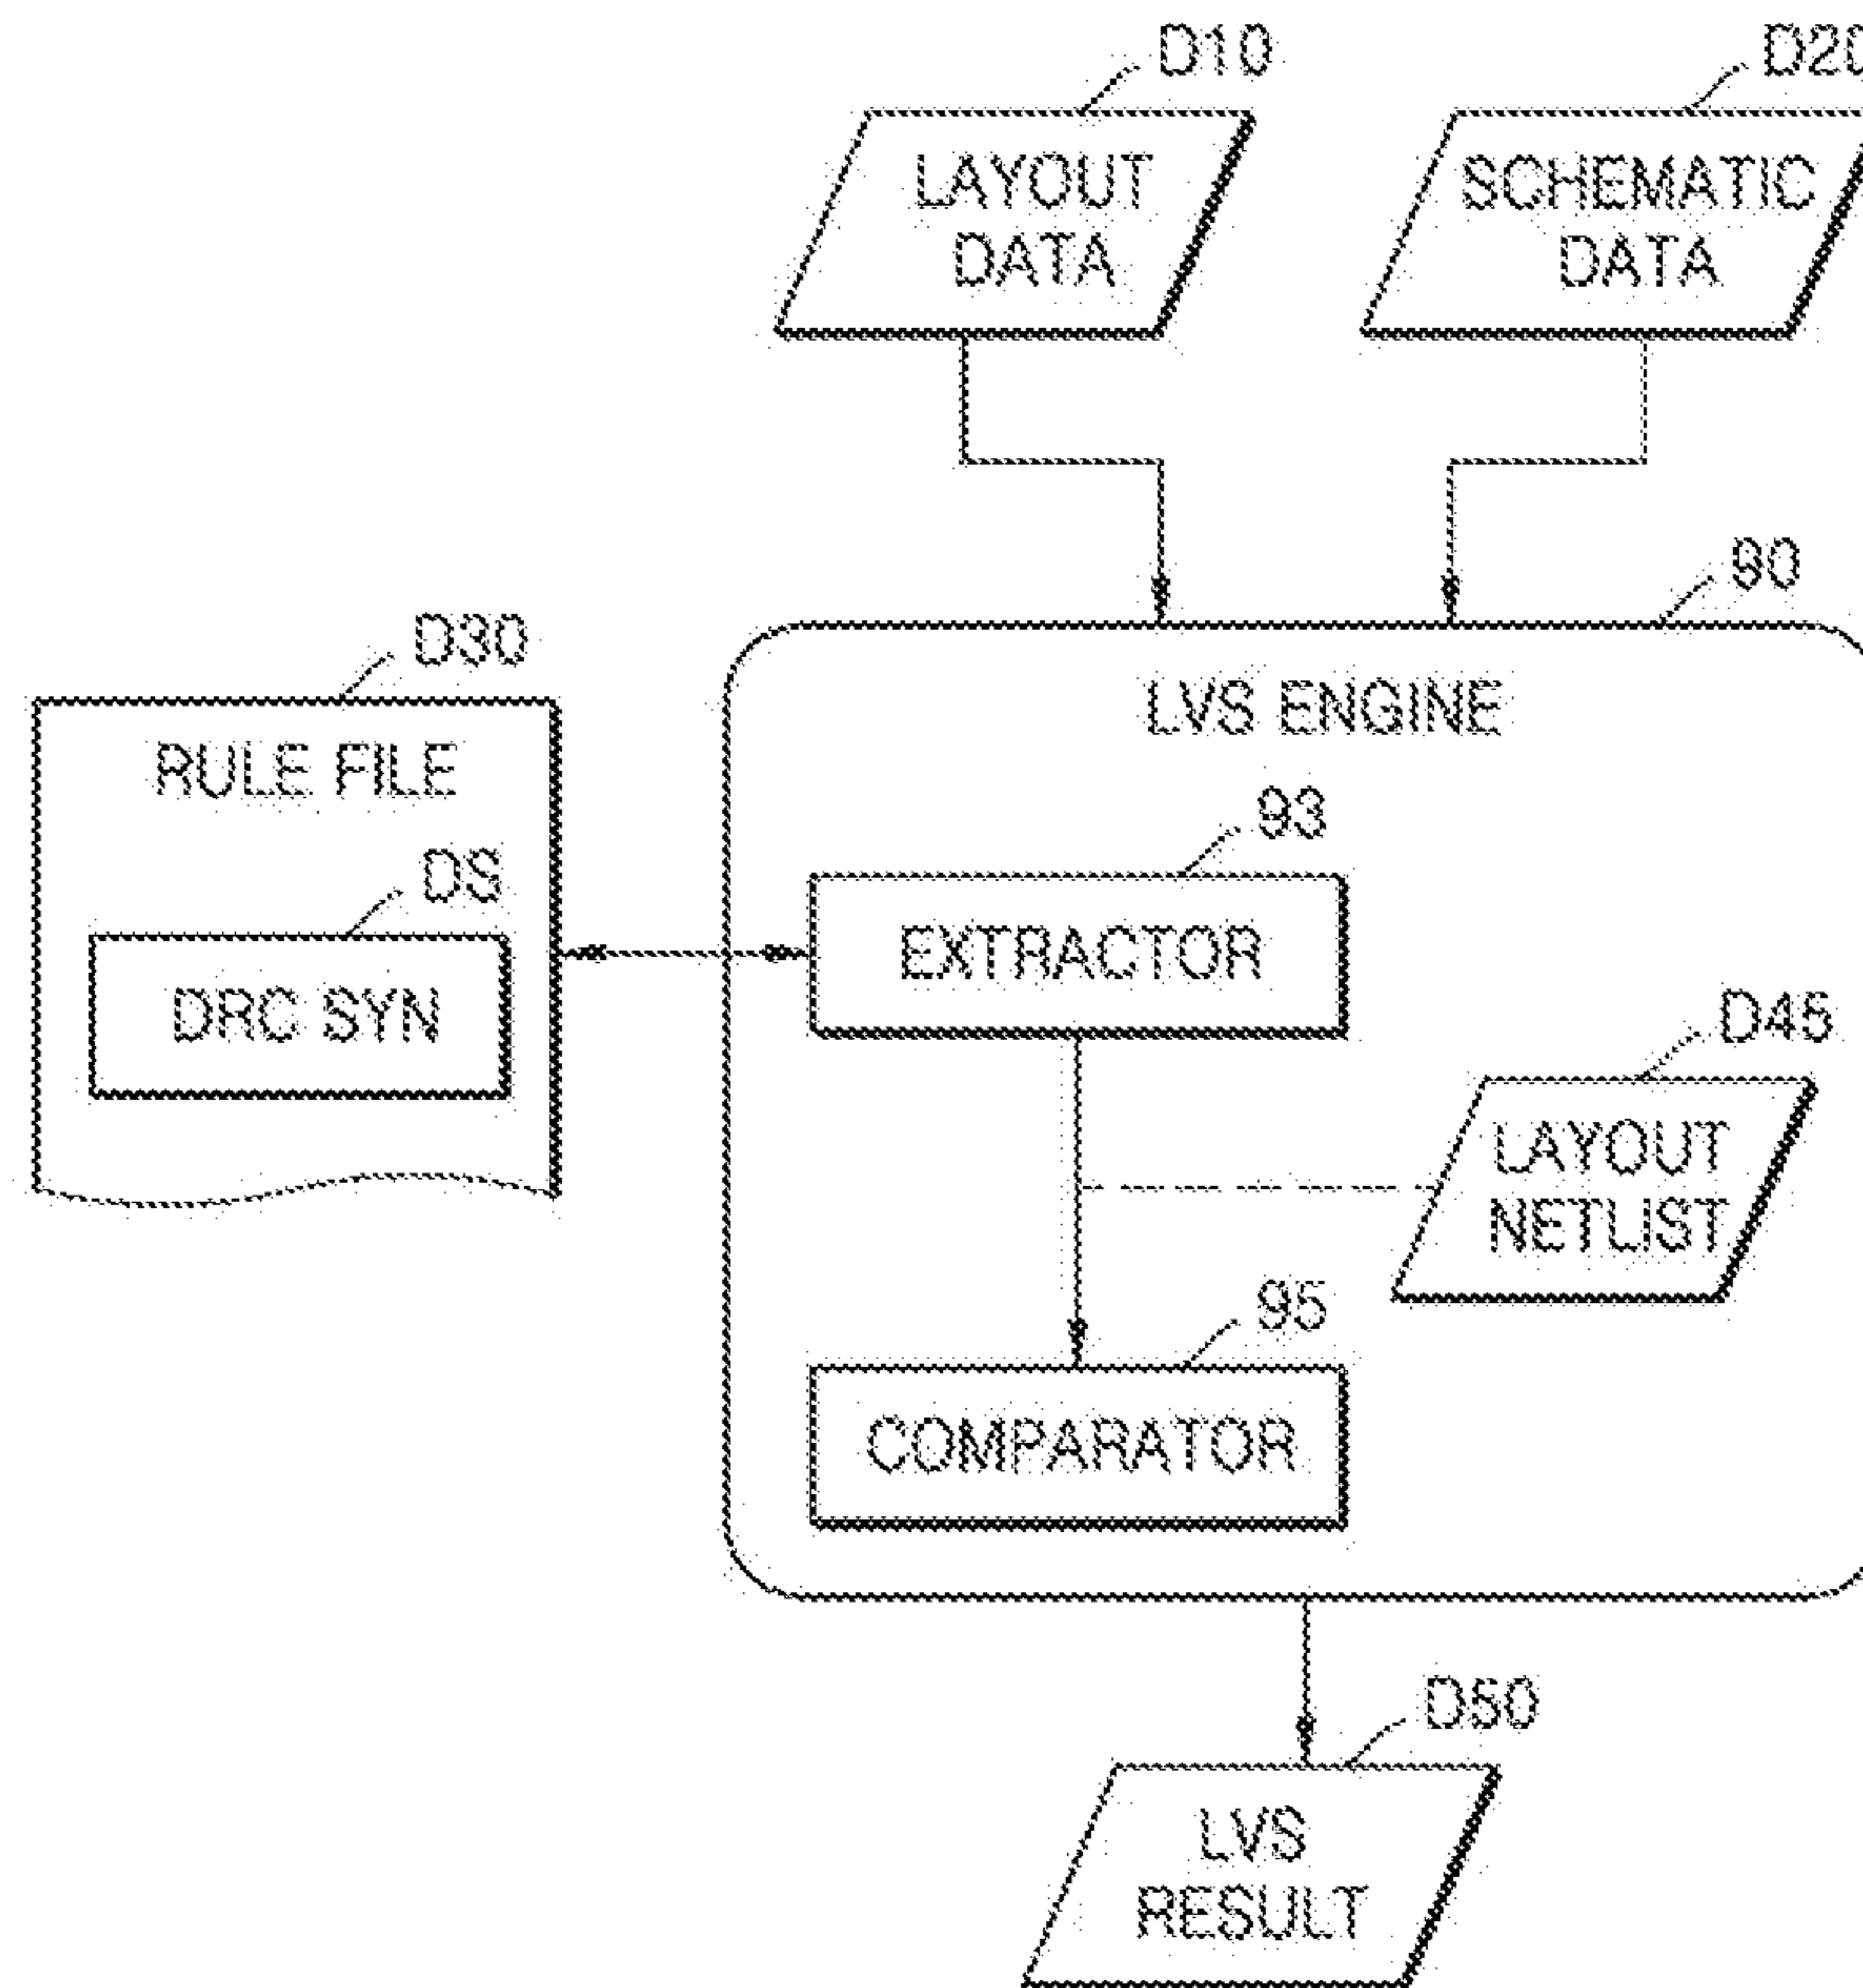 D10
D20
LAYOUT
DATA
SCHEMATIC
DATA
90
D30
LVS ENGINE
RULE FILE
93
DS
EXTRACTOR
DRC SYN
D45
LAYOUT
NETLIST
95
COMPARATOR
D50
LVS
RESULT